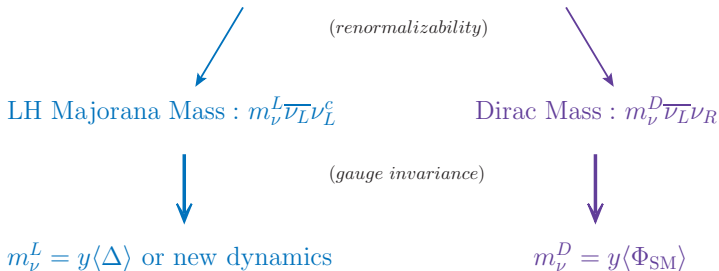 (renormalizability)
LH Majorana Mass : $m_\nu^L \overline{\nu_L} \nu_L^c$
Dirac Mass : $m_\nu^D \overline{\nu_L} \nu_R$
(gauge invariance)
$m_\nu^L = y\langle\Delta\rangle$ or new dynamics
$m_\nu^D = y\langle\Phi_{\mathrm{SM}}\rangle$